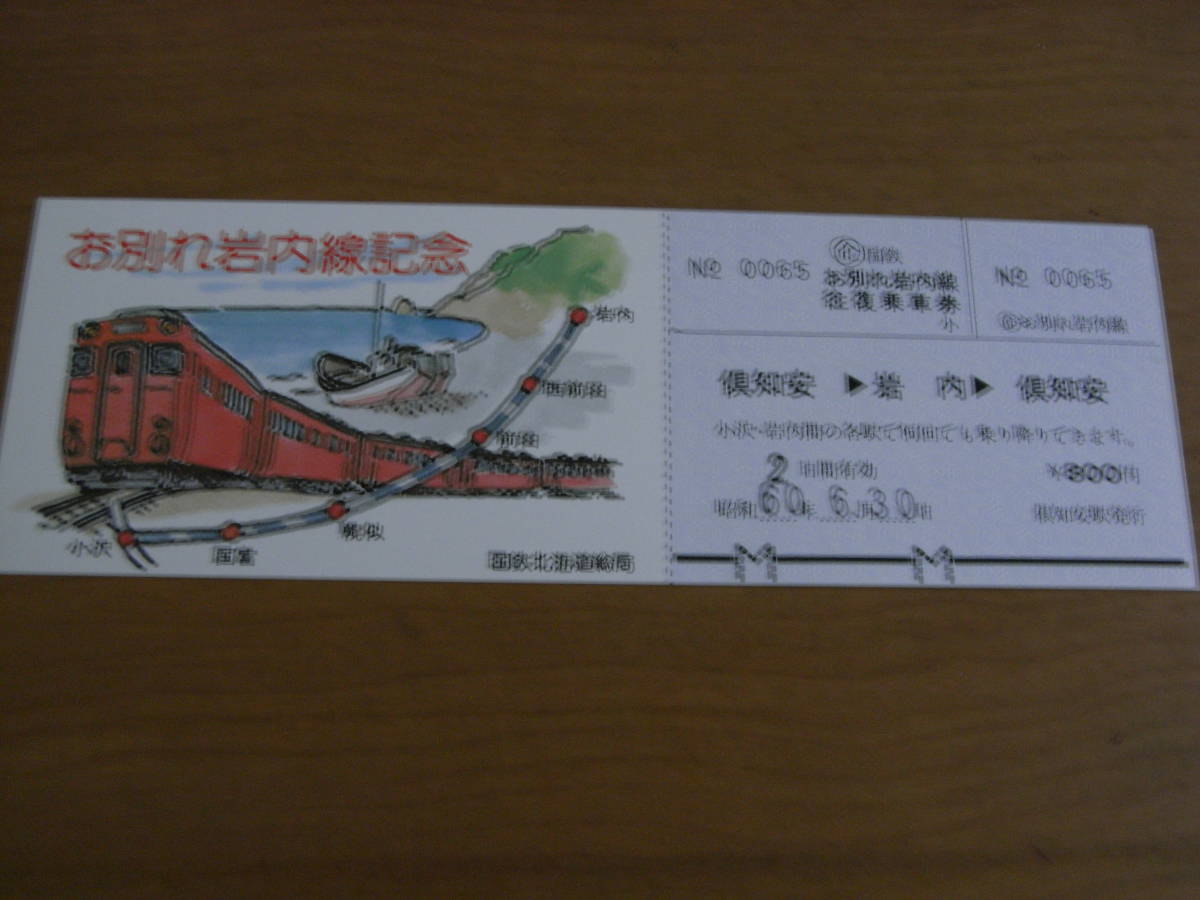 お別れ岩内線記念
岩内
西前田
前田
幌似
国富
小沢
国鉄北海道総局
№ 0065
企 国鉄
お別れ岩内線
往復乗車券
小
№ 0065
企 お別れ岩内線
倶知安 ▶ 岩内 ▶ 倶知安
小沢・岩内間の各駅で何回でも乗り降りできます。
2日間有効
¥800円
昭和60年6月30日
倶知安駅発行